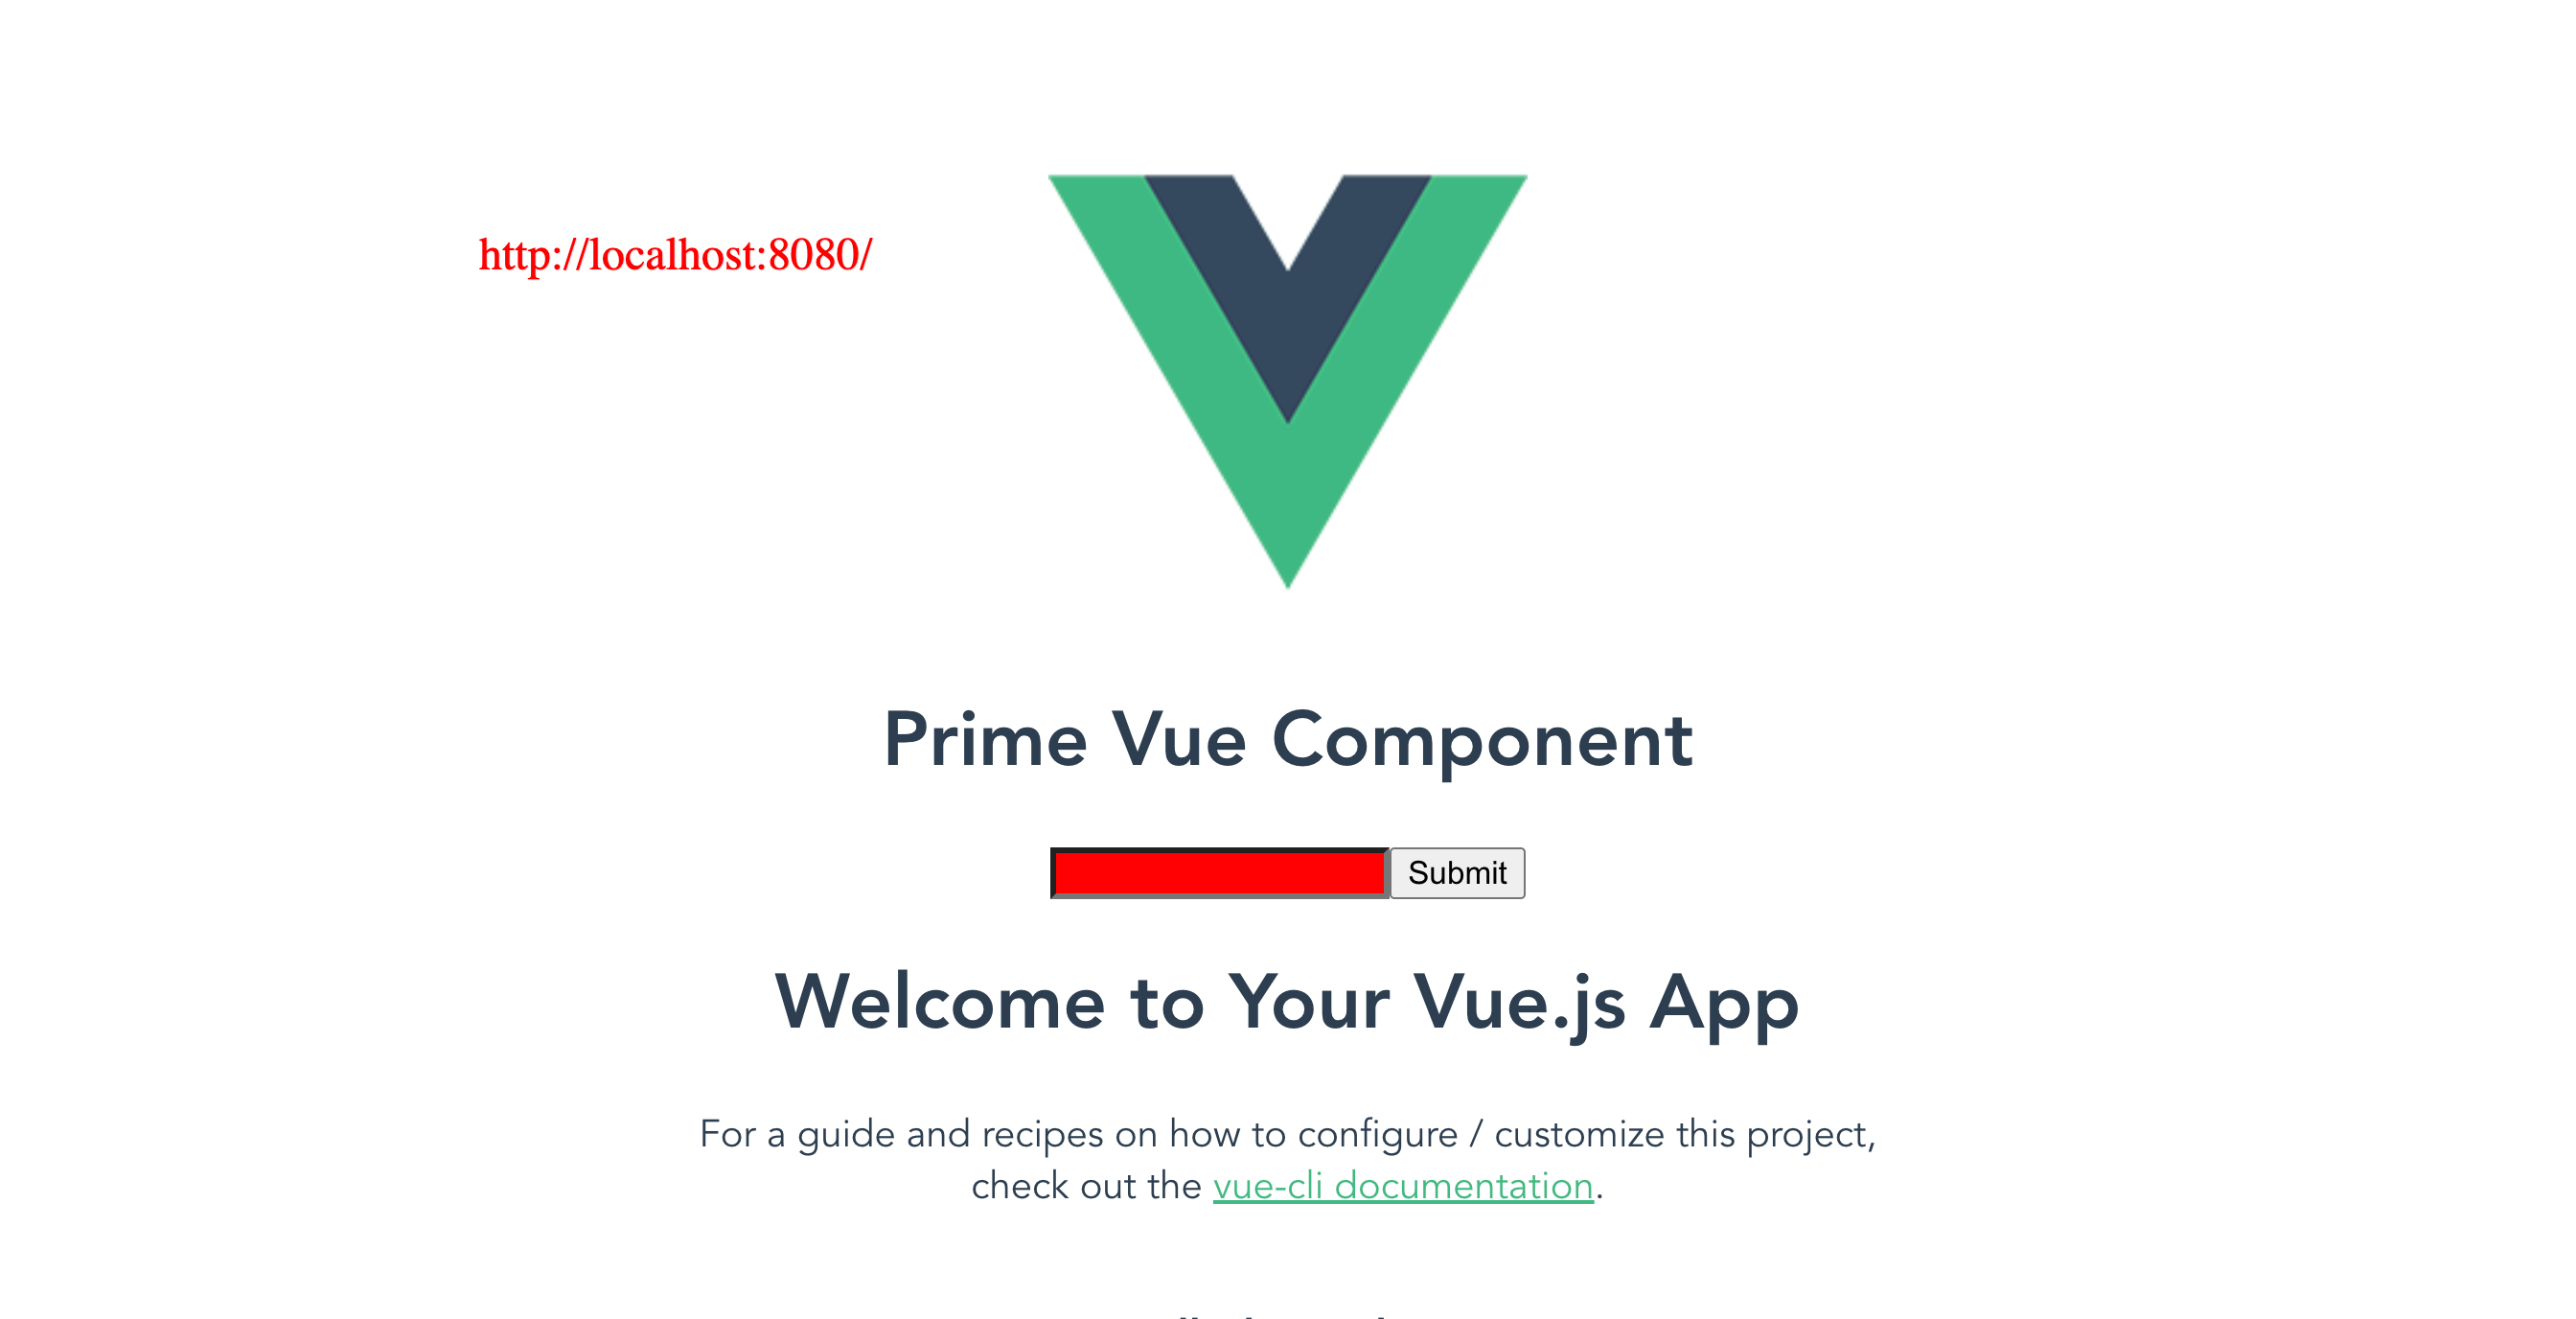 http://localhost:8080/
Prime Vue Component
Submit
Welcome to Your Vue.js App
For a guide and recipes on how to configure / customize this project,
check out the vue-cli documentation.